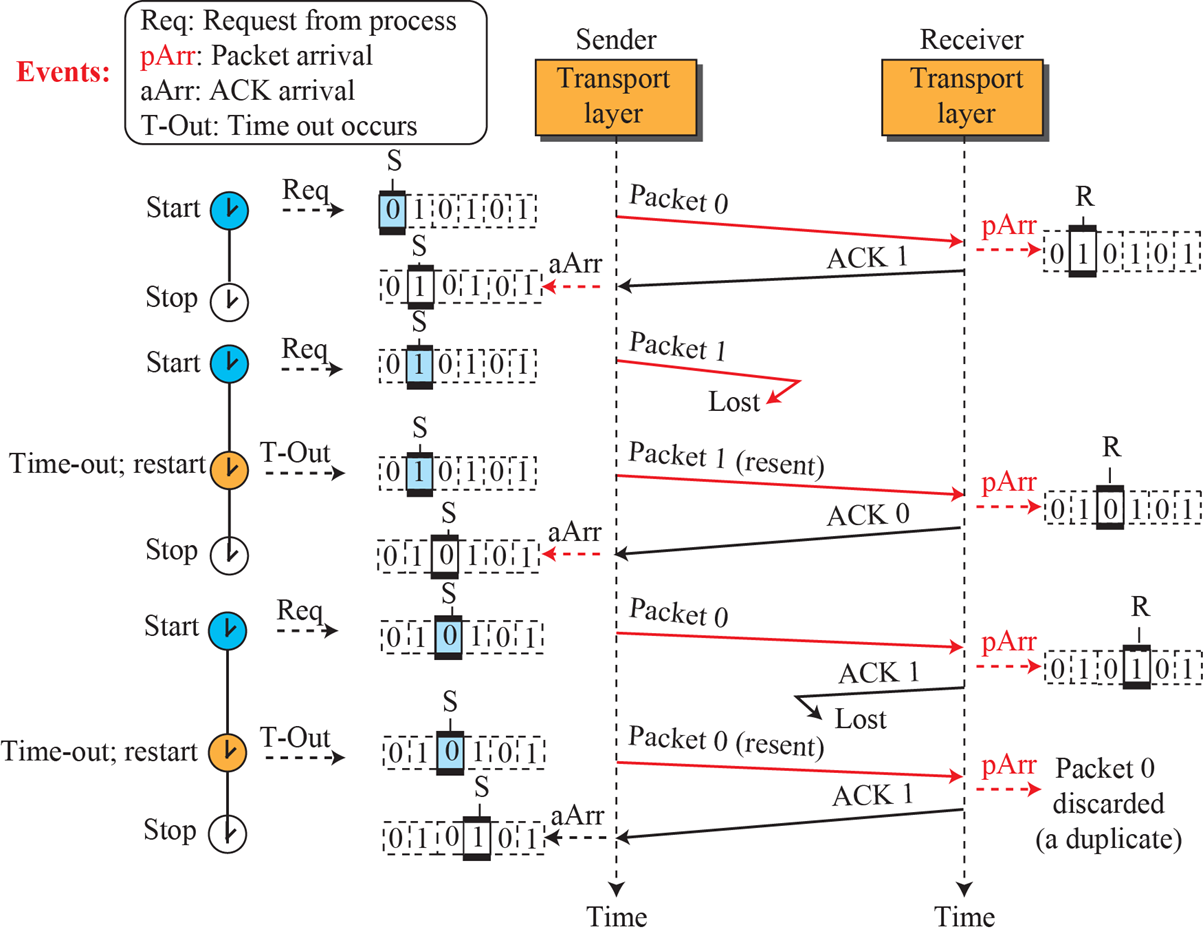 Events:
Req: Request from process
pArr: Packet arrival
aArr: ACK arrival
T-Out: Time out occurs
Sender
Transport
layer
Receiver
Transport
layer
S
Start
Req
0 1 0 1 0 1
Packet 0
pArr
R
0 1 0 1 0 1
S
Stop
0 1 0 1 0 1
aArr
ACK 1
S
Start
Req
0 1 0 1 0 1
Packet 1
Lost
S
Time-out; restart
T-Out
0 1 0 1 0 1
Packet 1 (resent)
pArr
R
0 1 0 1 0 1
S
Stop
0 1 0 1 0 1
aArr
ACK 0
S
Start
Req
0 1 0 1 0 1
Packet 0
pArr
R
0 1 0 1 0 1
ACK 1
Lost
S
Time-out; restart
T-Out
0 1 0 1 0 1
Packet 0 (resent)
pArr
Packet 0
discarded
(a duplicate)
S
Stop
0 1 0 1 0 1
aArr
ACK 1
Time
Time